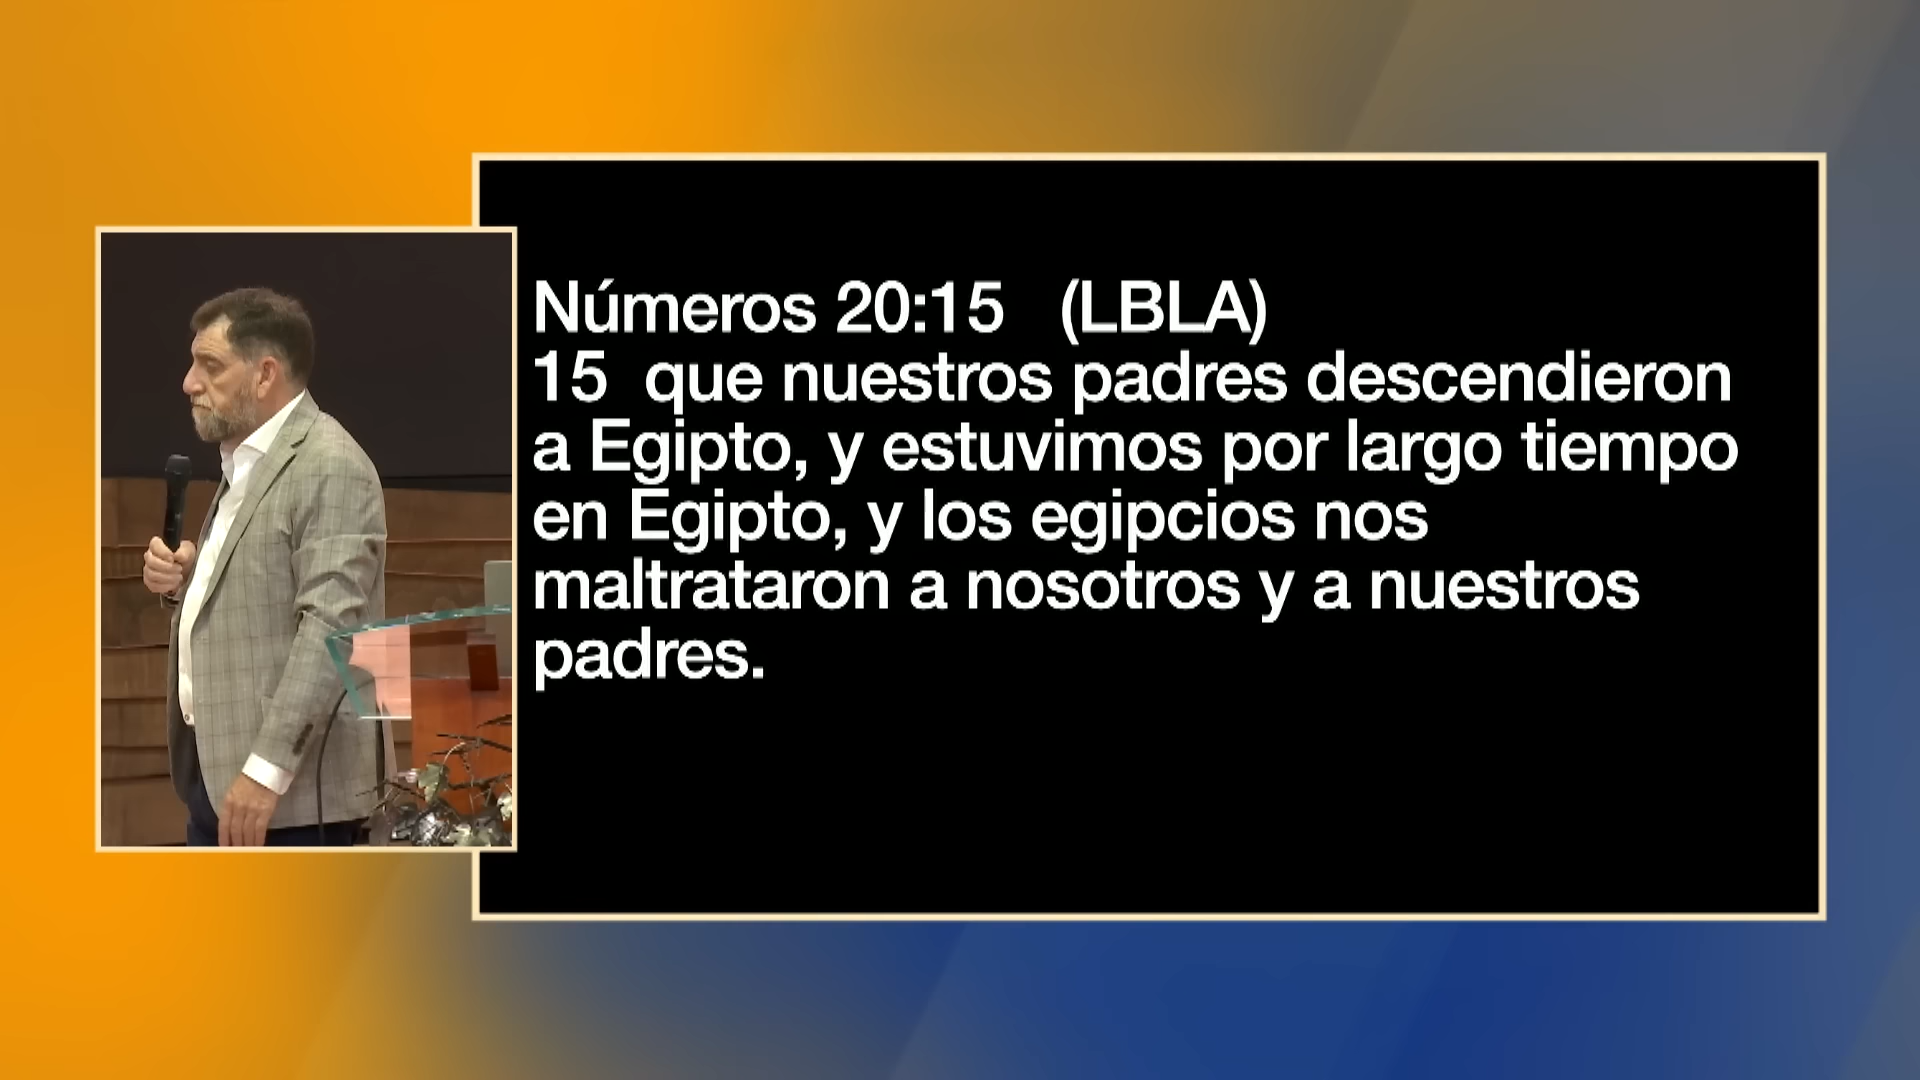 Números 20:15 (LBLA)
15 que nuestros padres descendieron
a Egipto, y estuvimos por largo tiempo
en Egipto, y los egipcios nos
maltrataron a nosotros y a nuestros
padres.